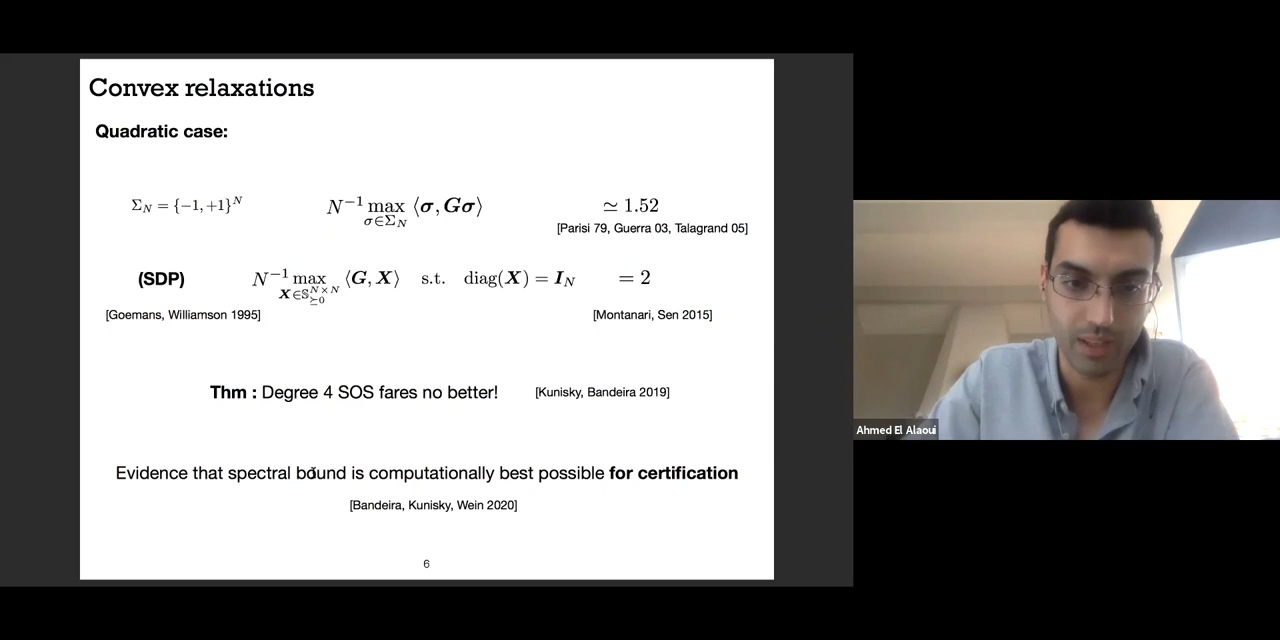 Convex relaxations
Quadratic case:
Σ_N = {−1, +1}^N   N^{−1} max_{σ∈Σ_N} ⟨σ, Gσ⟩   ≃ 1.52
[Parisi 79, Guerra 03, Talagrand 05]
(SDP)   N^{−1} max_{X∈𝕊^{N×N}_{⪰0}} ⟨G, X⟩   s.t.   diag(X) = I_N   = 2
[Goemans, Williamson 1995]   [Montanari, Sen 2015]
Thm : Degree 4 SOS fares no better!   [Kunisky, Bandeira 2019]
Evidence that spectral bound is computationally best possible for certification
[Bandeira, Kunisky, Wein 2020]
6
Ahmed El Alaoui